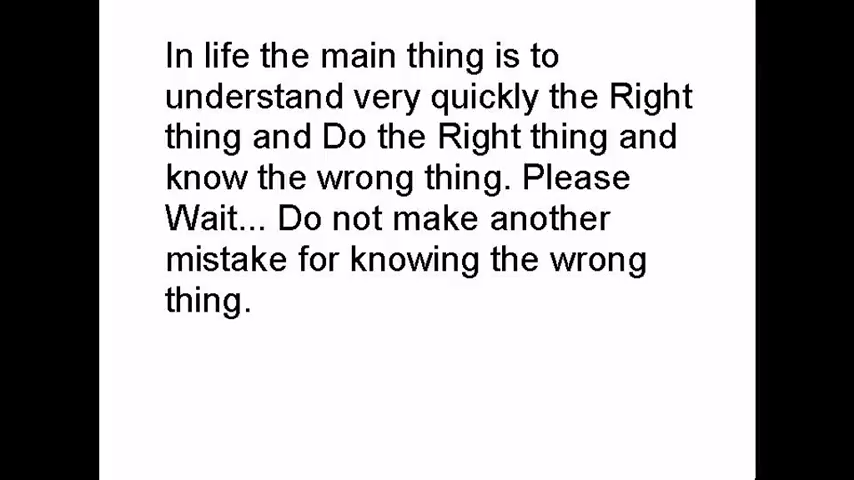 In life the main thing is to
understand very quickly the Right
thing and Do the Right thing and
know the wrong thing. Please
Wait... Do not make another
mistake for knowing the wrong
thing.